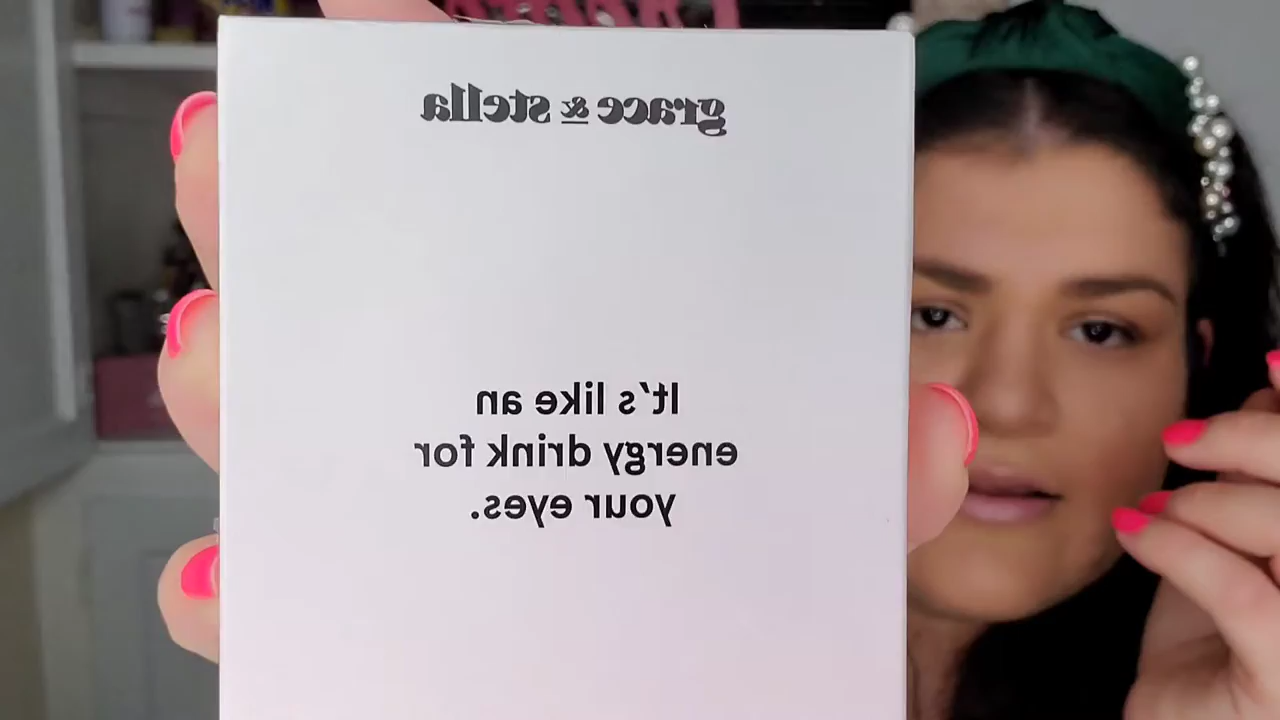 grace & stella
It's like an
energy drink for
your eyes.